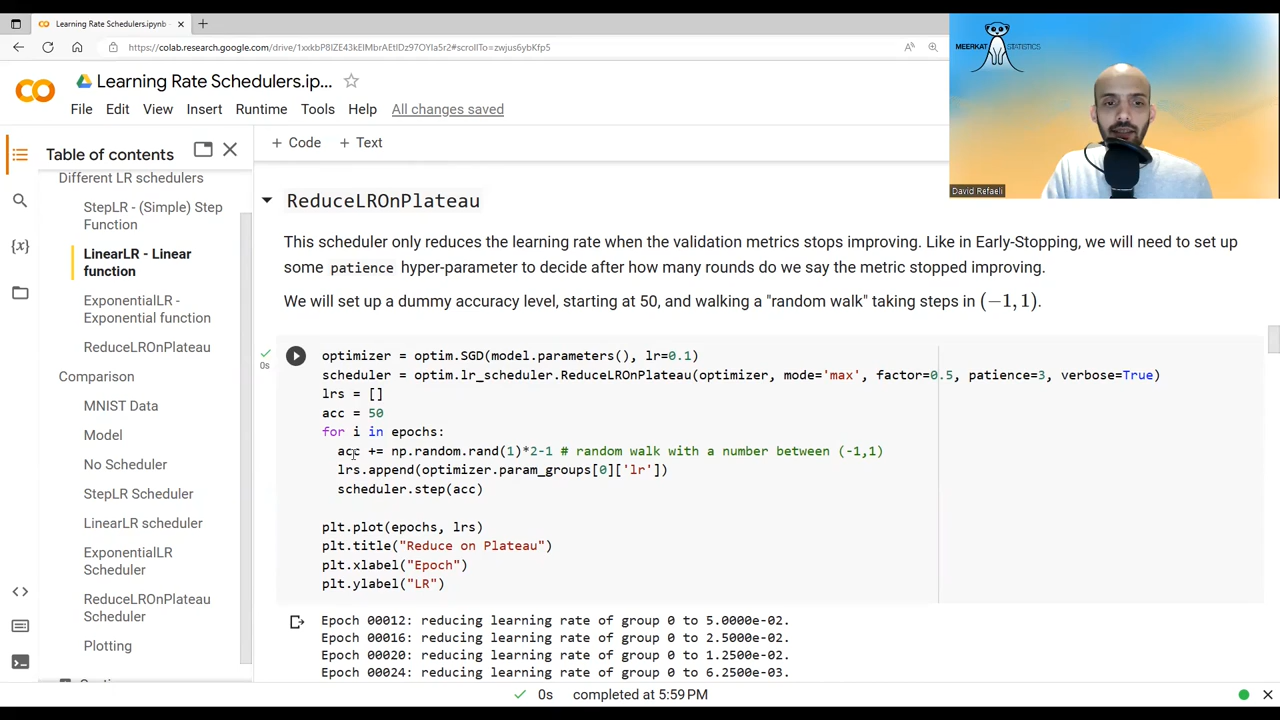 Learning Rate Schedulers.ipynb
https://colab.research.google.com/drive/1xxkbP8IZE43kElMbrAEtIDz97OYIa5r2#scrollTo=zwjus6ybkfp5
MEERKAT
STATISTICS
David Refaeli
Learning Rate Schedulers.ip...
File Edit View Insert Runtime Tools Help All changes saved
Table of contents
Different LR schedulers
StepLR - (Simple) Step
Function
LinearLR - Linear
function
ExponentialLR -
Exponential function
ReduceLROnPlateau
Comparison
MNIST Data
Model
No Scheduler
StepLR Scheduler
LinearLR scheduler
ExponentialLR
Scheduler
ReduceLROnPlateau
Scheduler
Plotting
+ Code + Text
ReduceLROnPlateau
This scheduler only reduces the learning rate when the validation metrics stops improving. Like in Early-Stopping, we will need to set up
some patience hyper-parameter to decide after how many rounds do we say the metric stopped improving.
We will set up a dummy accuracy level, starting at 50, and walking a "random walk" taking steps in (−1, 1).
0s
optimizer = optim.SGD(model.parameters(), lr=0.1)
scheduler = optim.lr_scheduler.ReduceLROnPlateau(optimizer, mode='max', factor=0.5, patience=3, verbose=True)
lrs = []
acc = 50
for i in epochs:
acc += np.random.rand(1)*2-1 # random walk with a number between (-1,1)
lrs.append(optimizer.param_groups[0]['lr'])
scheduler.step(acc)
plt.plot(epochs, lrs)
plt.title("Reduce on Plateau")
plt.xlabel("Epoch")
plt.ylabel("LR")
Epoch 00012: reducing learning rate of group 0 to 5.0000e-02.
Epoch 00016: reducing learning rate of group 0 to 2.5000e-02.
Epoch 00020: reducing learning rate of group 0 to 1.2500e-02.
Epoch 00024: reducing learning rate of group 0 to 6.2500e-03.
0s completed at 5:59 PM